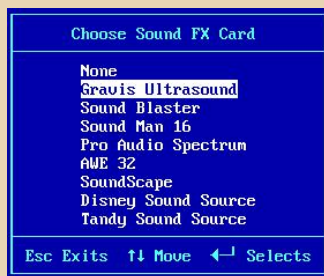 Choose Sound FX Card
None
Gravis Ultrasound
Sound Blaster
Sound Man 16
Pro Audio Spectrum
AWE 32
SoundScape
Disney Sound Source
Tandy Sound Source
Esc Exits ↑↓ Move ↵ Selects